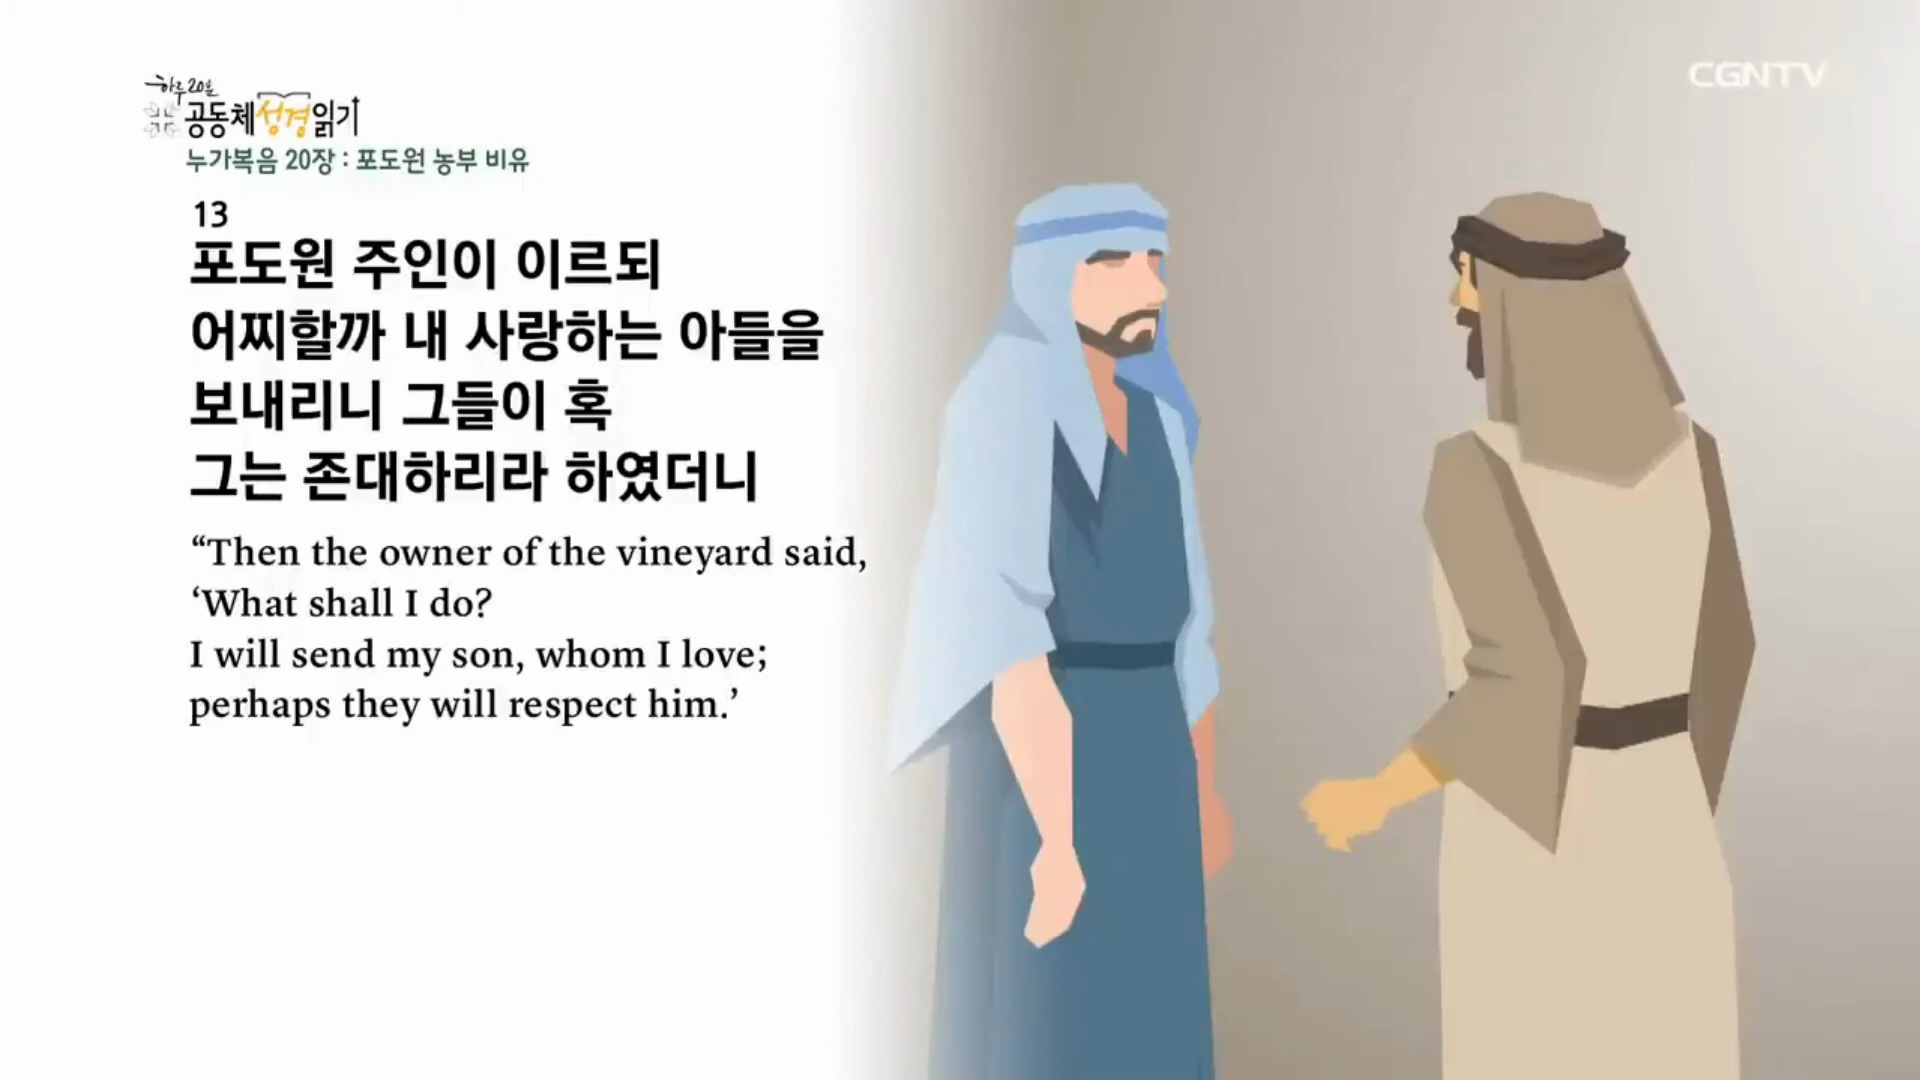 하루 20분
공동체성경읽기
CGNTV
누가복음 20장 : 포도원 농부 비유
13
포도원 주인이 이르되
어찌할까 내 사랑하는 아들을
보내리니 그들이 혹
그는 존대하리라 하였더니
“Then the owner of the vineyard said,
‘What shall I do?
I will send my son, whom I love;
perhaps they will respect him.’